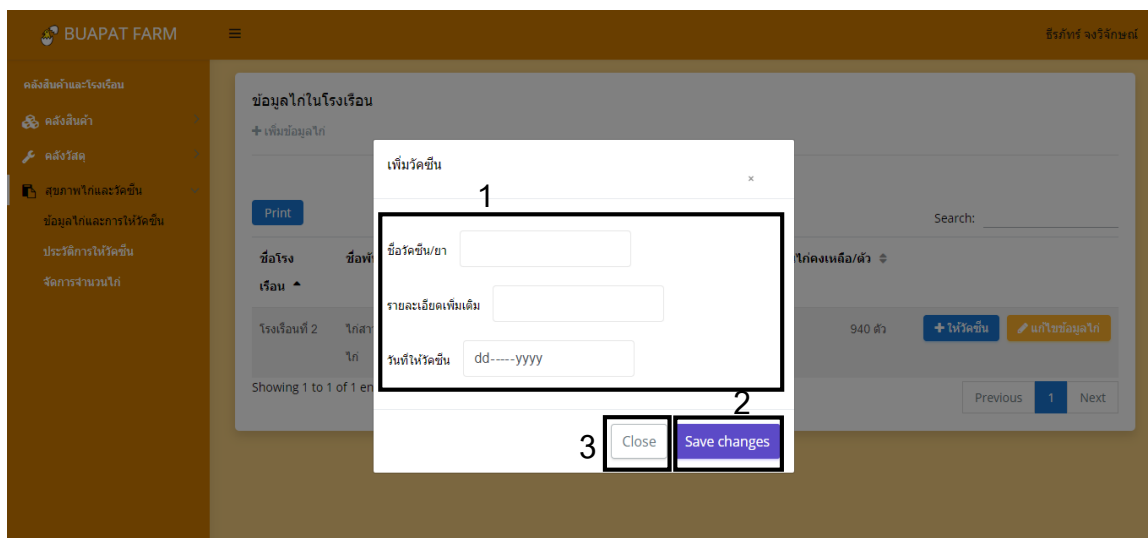 BUAPAT FARM
ธีรภัทร์ จงวิจักษณ์
คลังสินค้าและโรงเรือน
คลังสินค้า
คลังวัสดุ
สุขภาพไก่และวัคซีน
ข้อมูลไก่และการให้วัคซีน
ประวัติการให้วัคซีน
จัดการจำนวนไก่
ข้อมูลไก่ในโรงเรือน
+ เพิ่มข้อมูลไก่
Print
Search:
ชื่อโรง
เรือน
ไก่คงเหลือ/ตัว
โรงเรือนที่ 2
ไก่
940 ตัว
+ ให้วัคซีน
แก้ไขข้อมูลไก่
Showing 1 to 1 of 1
Previous 1 Next
เพิ่มวัคซีน
×
1
ชื่อวัคซีน/ยา
รายละเอียดเพิ่มเติม
วันที่ให้วัคซีน dd-----yyyy
2
3
Close
Save changes